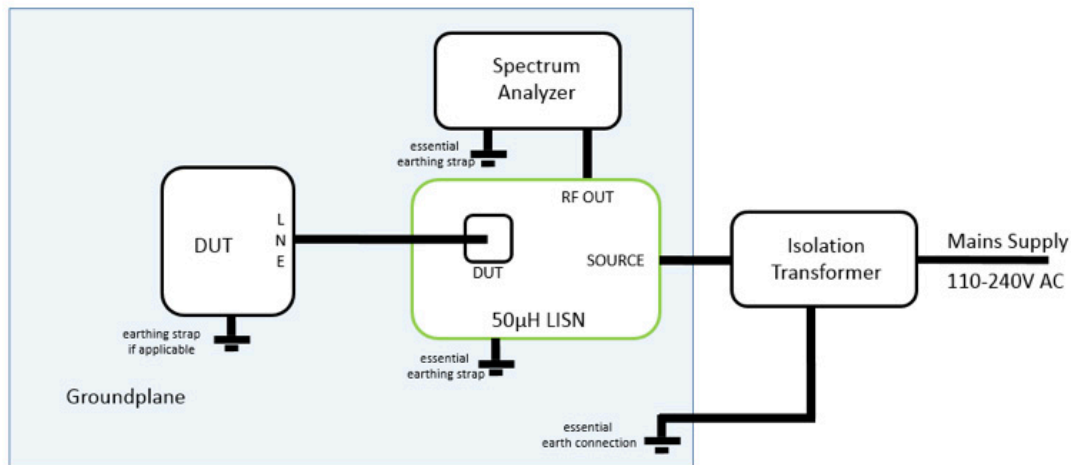 Spectrum
Analyzer
essential
earthing strap
RF OUT
DUT
L
N
E
DUT
SOURCE
50µH LISN
Isolation
Transformer
Mains Supply
110-240V AC
earthing strap
if applicable
essential
earthing strap
Groundplane
essential
earth connection